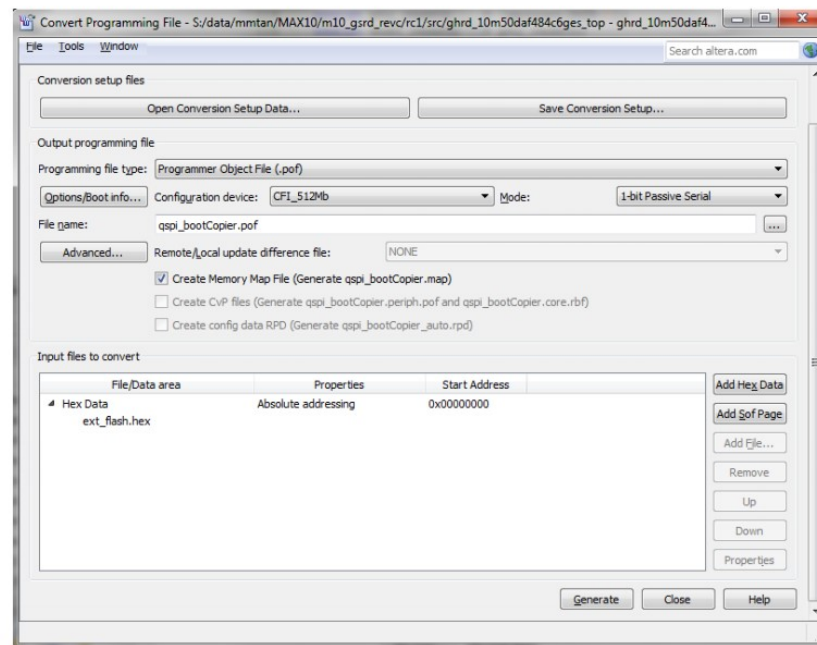 Convert Programming File - S:/data/mmtan/MAX10/m10_gsrd_revc/rc1/src/ghrd_10m50daf484c6ges_top - ghrd_10m50daf4...
File Tools Window Search altera.com
Conversion setup files
Open Conversion Setup Data... Save Conversion Setup...
Output programming file
Programming file type: Programmer Object File (.pof)
Options/Boot info... Configuration device: CFI_512Mb Mode: 1-bit Passive Serial
File name: qspi_bootCopier.pof ...
Advanced... Remote/Local update difference file: NONE
Create Memory Map File (Generate qspi_bootCopier.map)
Create CvP files (Generate qspi_bootCopier.periph.pof and qspi_bootCopier.core.rbf)
Create config data RPD (Generate qspi_bootCopier_auto.rpd)
Input files to convert
File/Data area Properties Start Address Add Hex Data
Hex Data Absolute addressing 0x00000000
ext_flash.hex Add Sof Page
Add File...
Remove
Up
Down
Properties
Generate Close Help